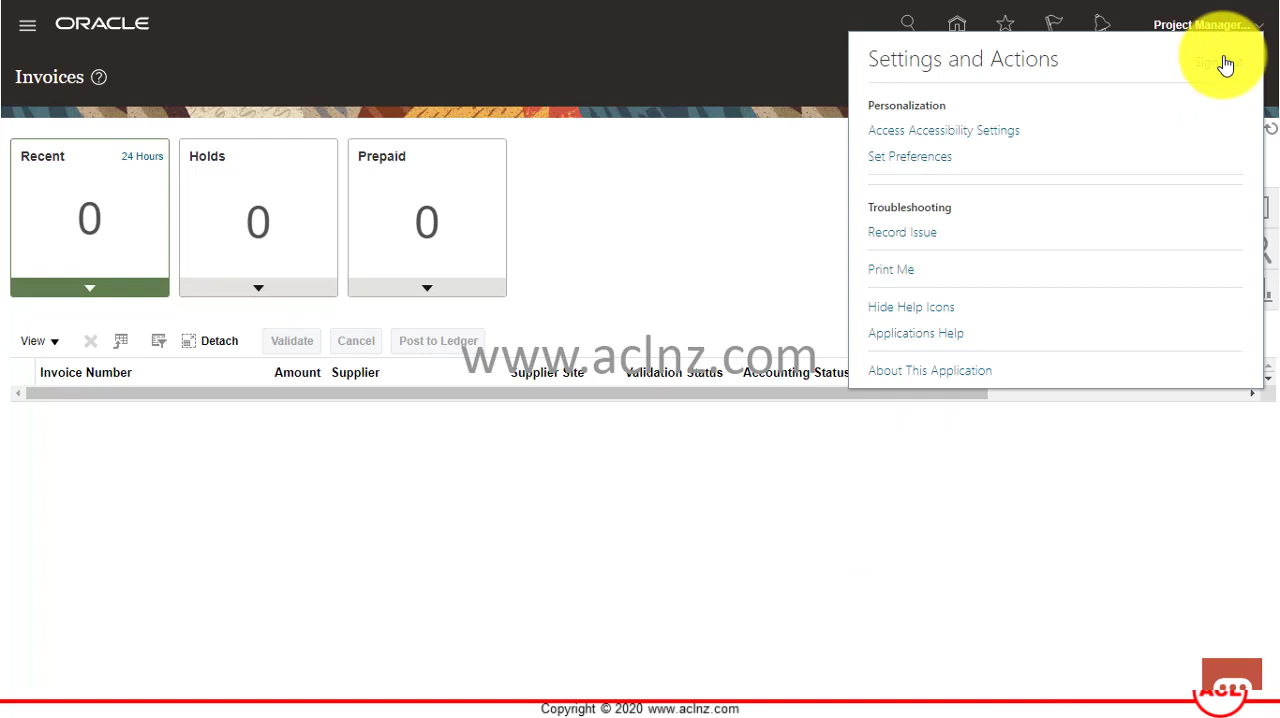 ORACLE
Project Manager...
Invoices
Settings and Actions
Sign Out
Personalization
Access Accessibility Settings
Set Preferences
Troubleshooting
Record Issue
Print Me
Hide Help Icons
Applications Help
About This Application
Recent 24 Hours
0
Holds
0
Prepaid
0
View Detach Validate Cancel Post to Ledger
www.aclnz.com
Invoice Number Amount Supplier Supplier Site Validation Status Accounting Status
ACL
Copyright © 2020 www.aclnz.com